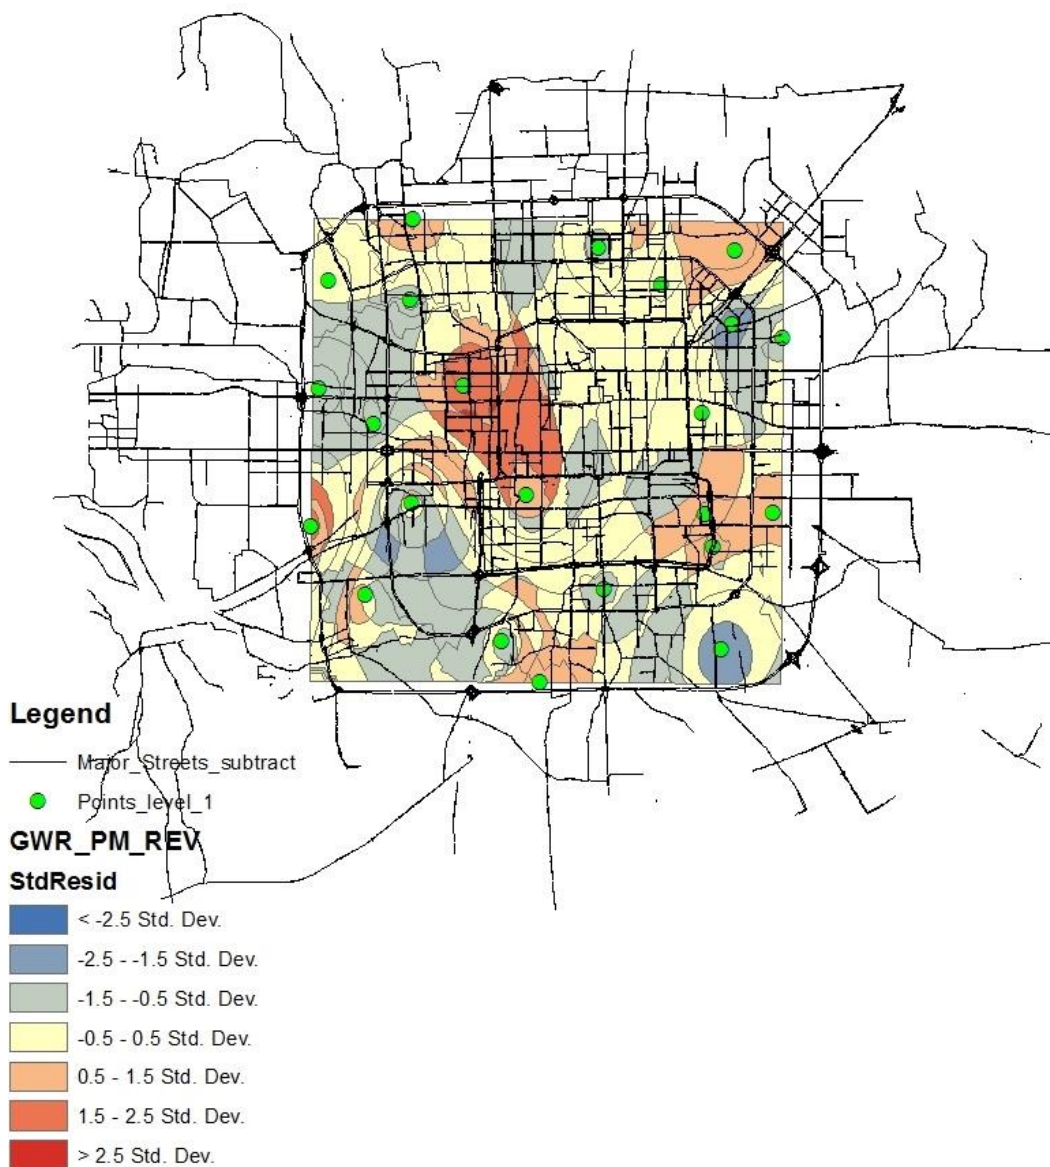 Legend
Major_Streets_subtract
Points_level_1
GWR_PM_REV
StdResid
< -2.5 Std. Dev.
-2.5 - -1.5 Std. Dev.
-1.5 - -0.5 Std. Dev.
-0.5 - 0.5 Std. Dev.
0.5 - 1.5 Std. Dev.
1.5 - 2.5 Std. Dev.
> 2.5 Std. Dev.